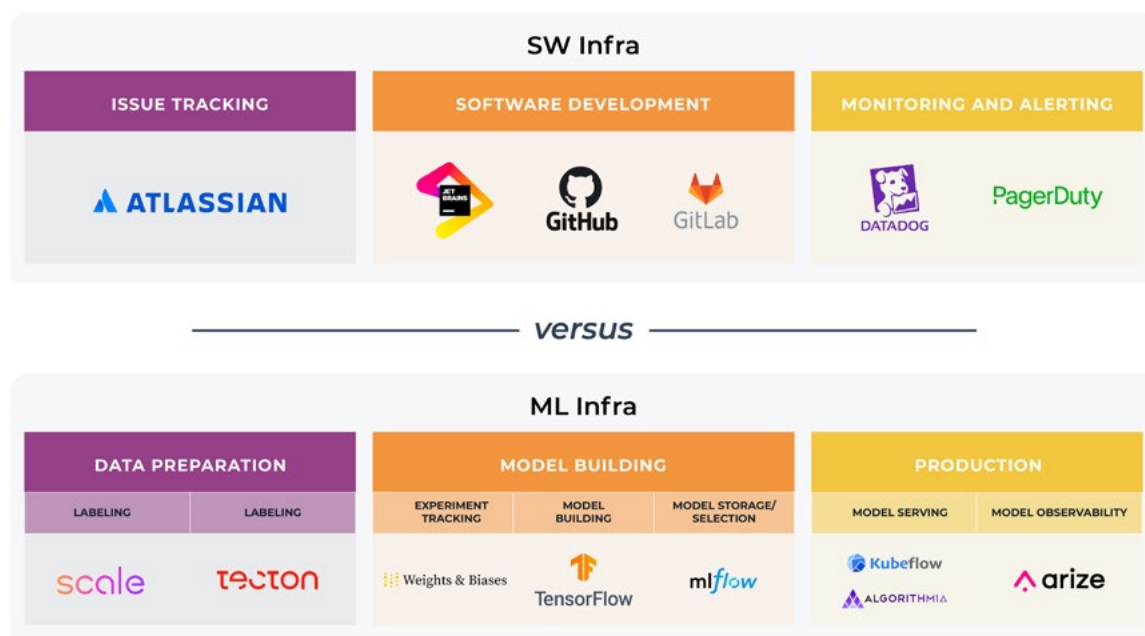 SW Infra
ISSUE TRACKING
SOFTWARE DEVELOPMENT
MONITORING AND ALERTING
ATLASSIAN
JET
BRAINS
GitHub
GitLab
DATADOG
PagerDuty
versus
ML Infra
DATA PREPARATION
MODEL BUILDING
PRODUCTION
LABELING
LABELING
EXPERIMENT
TRACKING
MODEL
BUILDING
MODEL STORAGE/
SELECTION
MODEL SERVING
MODEL OBSERVABILITY
scale
tecton
Weights & Biases
TensorFlow
mlflow
Kubeflow
ALGORITHMIA
arize